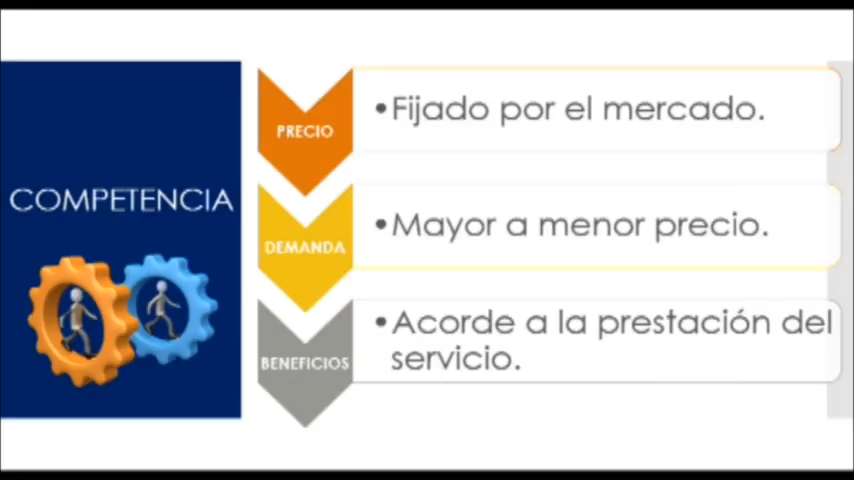 COMPETENCIA
PRECIO
•Fijado por el mercado.
DEMANDA
•Mayor a menor precio.
BENEFICIOS
•Acorde a la prestación del
servicio.